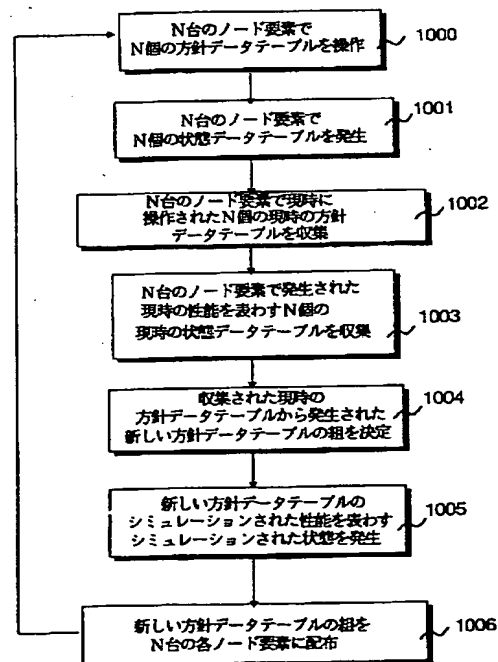 N台のノード要素で
N個の方針データテーブルを操作
1000
N台のノード要素で
N個の状態データテーブルを発生
1001
N台のノード要素で現時に
操作されたN個の現時の方針
データテーブルを収集
1002
N台のノード要素で発生された
現時の性能を表わすN個の
現時の状態データテーブルを収集
1003
収集された現時の
方針データテーブルから発生された
新しい方針データテーブルの組を決定
1004
新しい方針データテーブルの
シミュレーションされた性能を表わす
シミュレーションされた状態を発生
1005
新しい方針データテーブルの組を
N台の各ノード要素に配布
1006